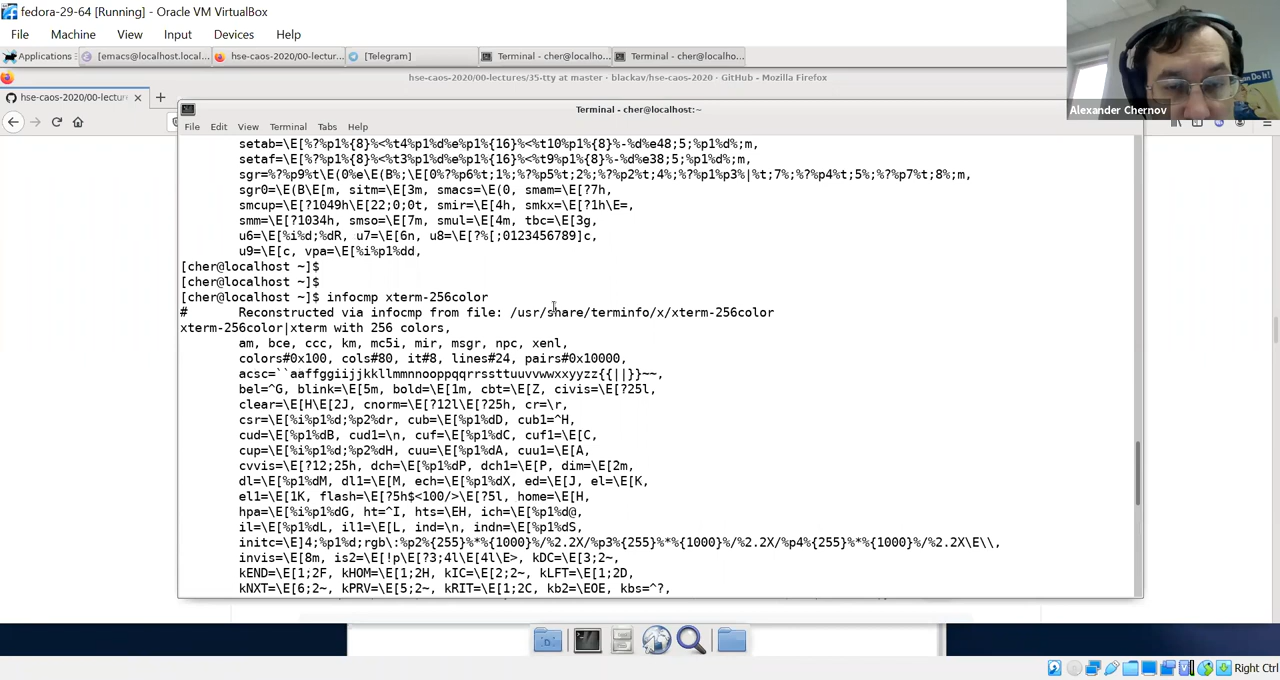 fedora-29-64 [Running] - Oracle VM VirtualBox
File Machine View Input Devices Help
Applications [emacs@localhost.local... hse-caos-2020/00-lectur... [Telegram] Terminal - cher@localho... Terminal - cher@localho...
hse-caos-2020/00-lectures/35-tty at master · blackav/hse-caos-2020 · GitHub - Mozilla Firefox
hse-caos-2020/00-lectur
Terminal - cher@localhost:~
Alexander Chernov
File Edit View Terminal Tabs Help
setab=\E[%?%p1%{8}%<%t4%p1%d%e%p1%{16}%<%t10%p1%{8}%-%d%e48;5;%p1%d%;m,
setaf=\E[%?%p1%{8}%<%t3%p1%d%e%p1%{16}%<%t9%p1%{8}%-%d%e38;5;%p1%d%;m,
sgr=%?%p9%t\E(0%e\E(B%;\E[0%?%p6%t;1%;%?%p5%t;2%;%?%p2%t;4%;%?%p1%p3%|%t;7%;%?%p4%t;5%;%?%p7%t;8%;m,
sgr0=\E(B\E[m, sitm=\E[3m, smacs=\E(0, smam=\E[?7h,
smcup=\E[?1049h\E[22;0;0t, smir=\E[4h, smkx=\E[?1h\E=,
smm=\E[?1034h, smso=\E[7m, smul=\E[4m, tbc=\E[3g,
u6=\E[%i%d;%dR, u7=\E[6n, u8=\E[?%[;0123456789]c,
u9=\E[c, vpa=\E[%i%p1%dd,
[cher@localhost ~]$
[cher@localhost ~]$
[cher@localhost ~]$ infocmp xterm-256color
# Reconstructed via infocmp from file: /usr/share/terminfo/x/xterm-256color
xterm-256color|xterm with 256 colors,
am, bce, ccc, km, mc5i, mir, msgr, npc, xenl,
colors#0x100, cols#80, it#8, lines#24, pairs#0x10000,
acsc=``aaffggiijjkkllmmnnooppqqrrssttuuvvwwxxyyzz{{||}}~~,
bel=^G, blink=\E[5m, bold=\E[1m, cbt=\E[Z, civis=\E[?25l,
clear=\E[H\E[2J, cnorm=\E[?12l\E[?25h, cr=\r,
csr=\E[%i%p1%d;%p2%dr, cub=\E[%p1%dD, cub1=^H,
cud=\E[%p1%dB, cud1=\n, cuf=\E[%p1%dC, cuf1=\E[C,
cup=\E[%i%p1%d;%p2%dH, cuu=\E[%p1%dA, cuu1=\E[A,
cvvis=\E[?12;25h, dch=\E[%p1%dP, dch1=\E[P, dim=\E[2m,
dl=\E[%p1%dM, dl1=\E[M, ech=\E[%p1%dX, ed=\E[J, el=\E[K,
el1=\E[1K, flash=\E[?5h$<100/>\E[?5l, home=\E[H,
hpa=\E[%i%p1%dG, ht=^I, hts=\EH, ich=\E[%p1%d@,
il=\E[%p1%dL, il1=\E[L, ind=\n, indn=\E[%p1%dS,
initc=\E]4;%p1%d;rgb\:%p2%{255}%*%{1000}%/%2.2X/%p3%{255}%*%{1000}%/%2.2X/%p4%{255}%*%{1000}%/%2.2X\E\\,
invis=\E[8m, is2=\E[!p\E[?3;4l\E[4l\E>, kDC=\E[3;2~,
kEND=\E[1;2F, kHOM=\E[1;2H, kIC=\E[2;2~, kLFT=\E[1;2D,
kNXT=\E[6;2~, kPRV=\E[5;2~, kRIT=\E[1;2C, kb2=\EOE, kbs=^?,
Right Ctrl